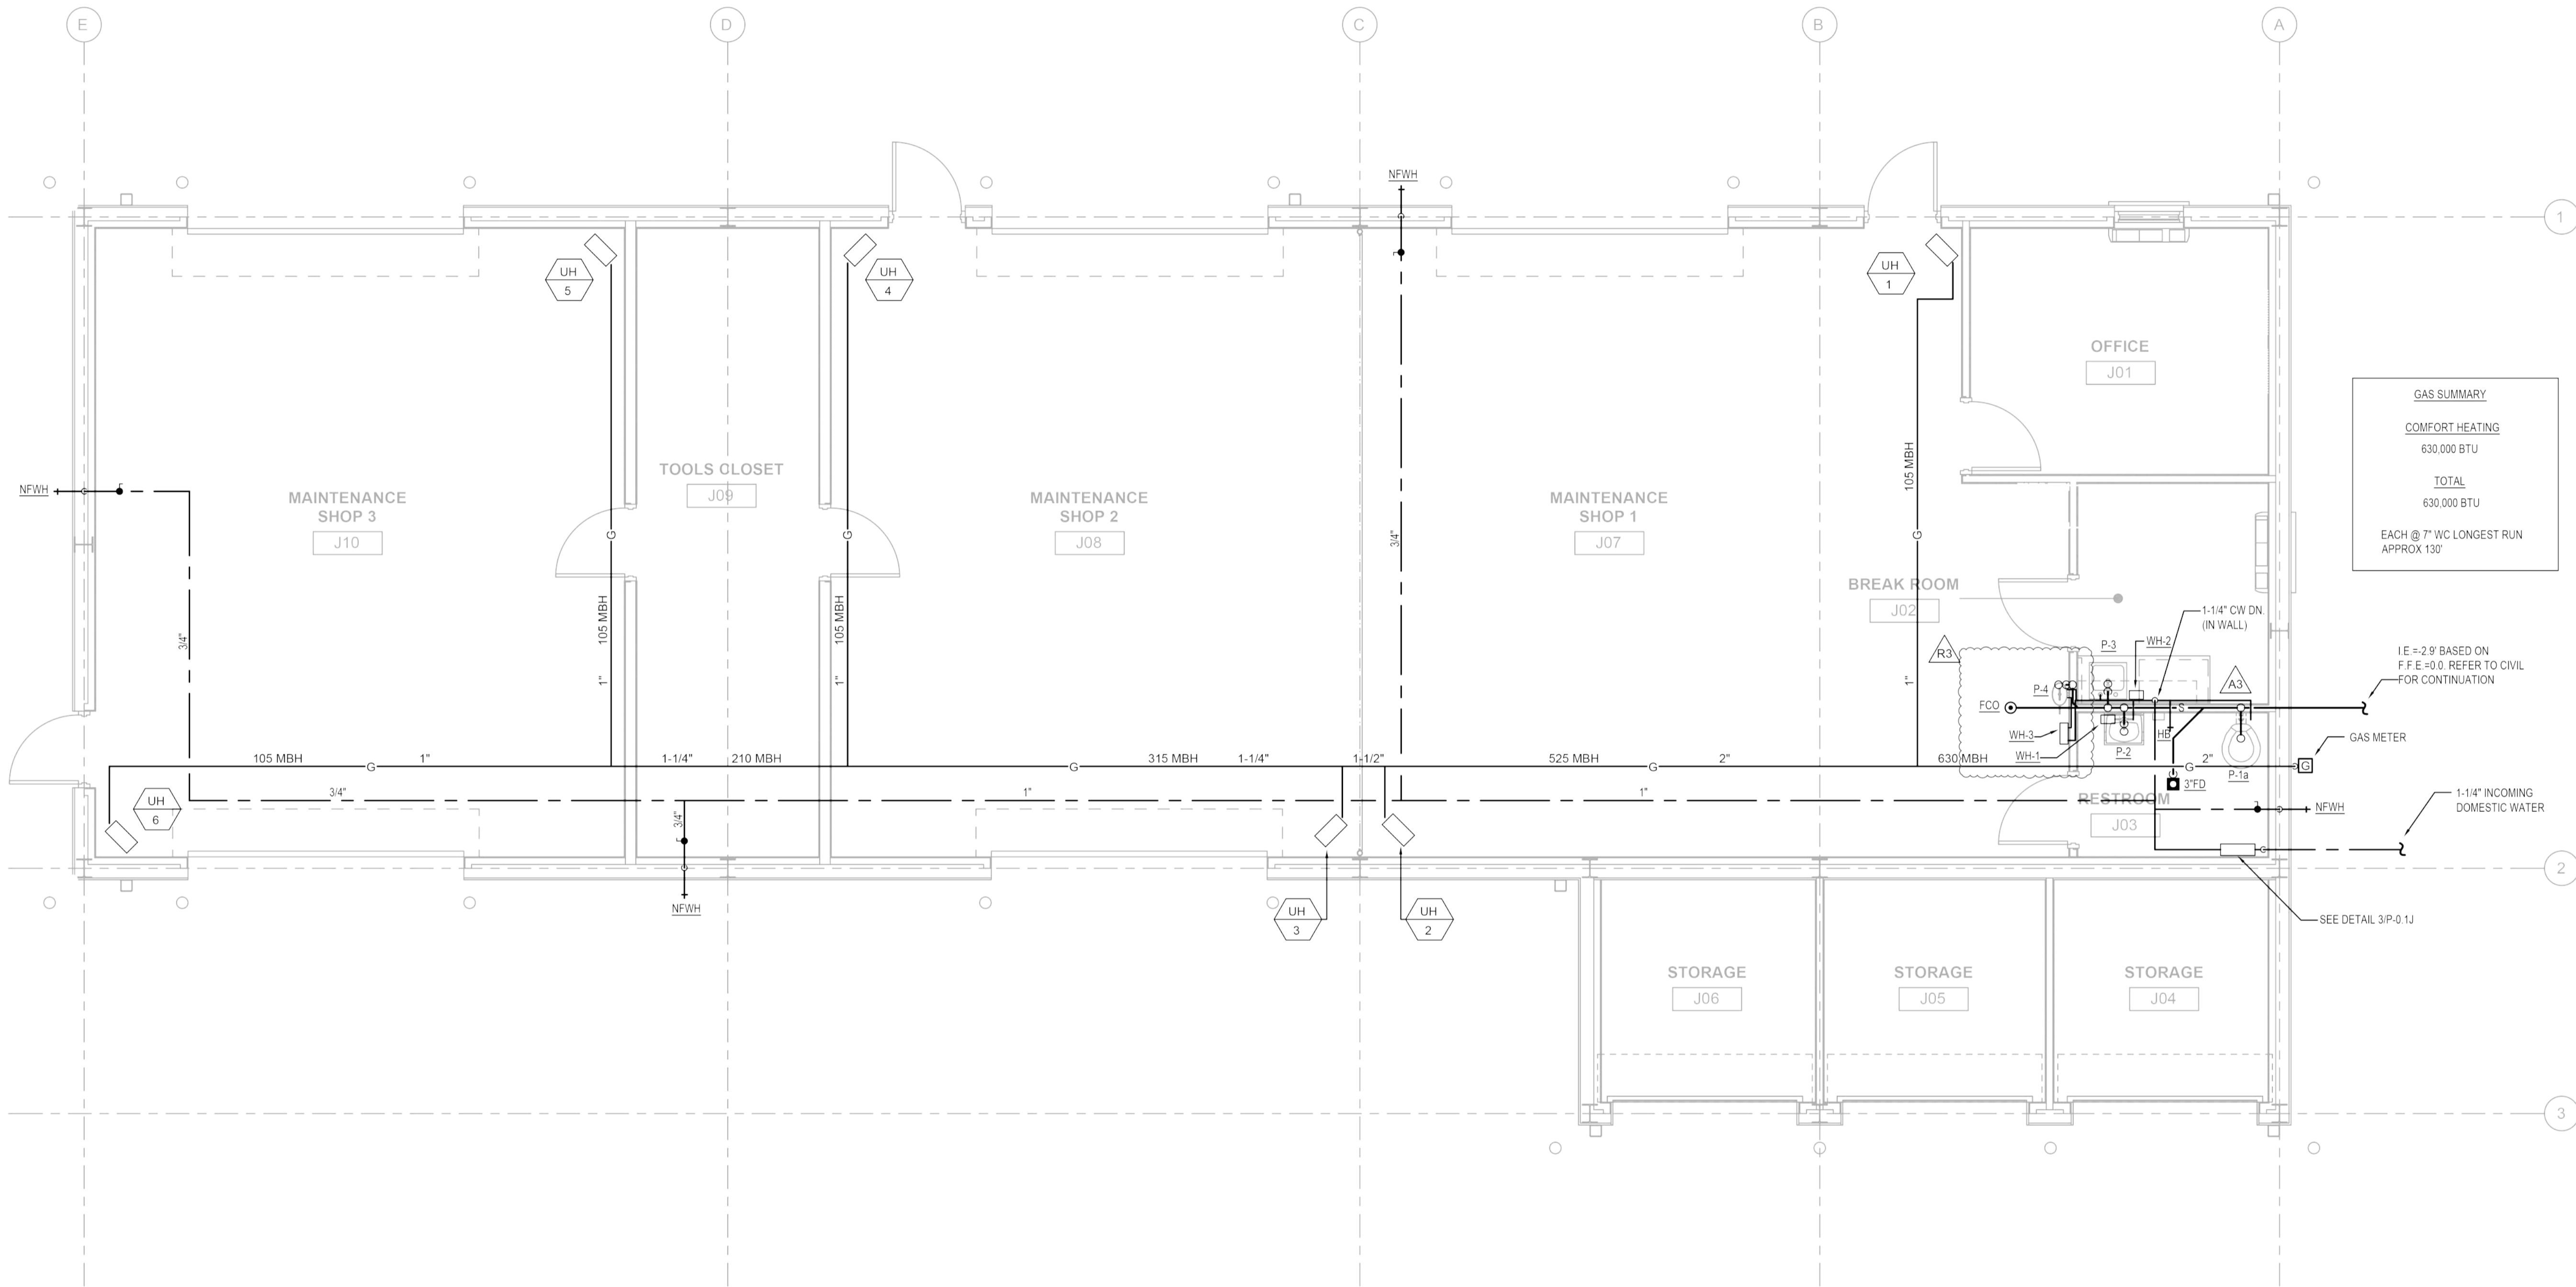 E
D
C
B
A
NFWH
1
UH
5
UH
4
UH
1
OFFICE
J01
GAS SUMMARY
COMFORT HEATING
630,000 BTU
TOTAL
630,000 BTU
EACH @ 7" WC LONGEST RUN
APPROX 130'
105 MBH
G
1"
TOOLS CLOSET
J09
NFWH
MAINTENANCE
SHOP 3
J10
MAINTENANCE
SHOP 2
J08
MAINTENANCE
SHOP 1
J07
3/4"
G
105 MBH
1"
G
105 MBH
1"
3/4"
BREAK ROOM
J02
1-1/4" CW DN.
(IN WALL)
R3
P-3
WH-2
A3
I.E.=-2.9' BASED ON
F.F.E.=0.0. REFER TO CIVIL
FOR CONTINUATION
P-4
FCO
S
WH-3
WH-1
P-2
HB
P-1a
GAS METER
105 MBH
G
1"
1-1/4"
210 MBH
G
315 MBH
1-1/4"
1-1/2"
525 MBH
G
2"
630 MBH
G
2"
G
3"FD
UH
6
3/4"
3/4"
1"
1"
RESTROOM
J03
NFWH
1-1/4" INCOMING
DOMESTIC WATER
2
NFWH
UH
3
UH
2
SEE DETAIL 3/P-0.1J
STORAGE
J06
STORAGE
J05
STORAGE
J04
3